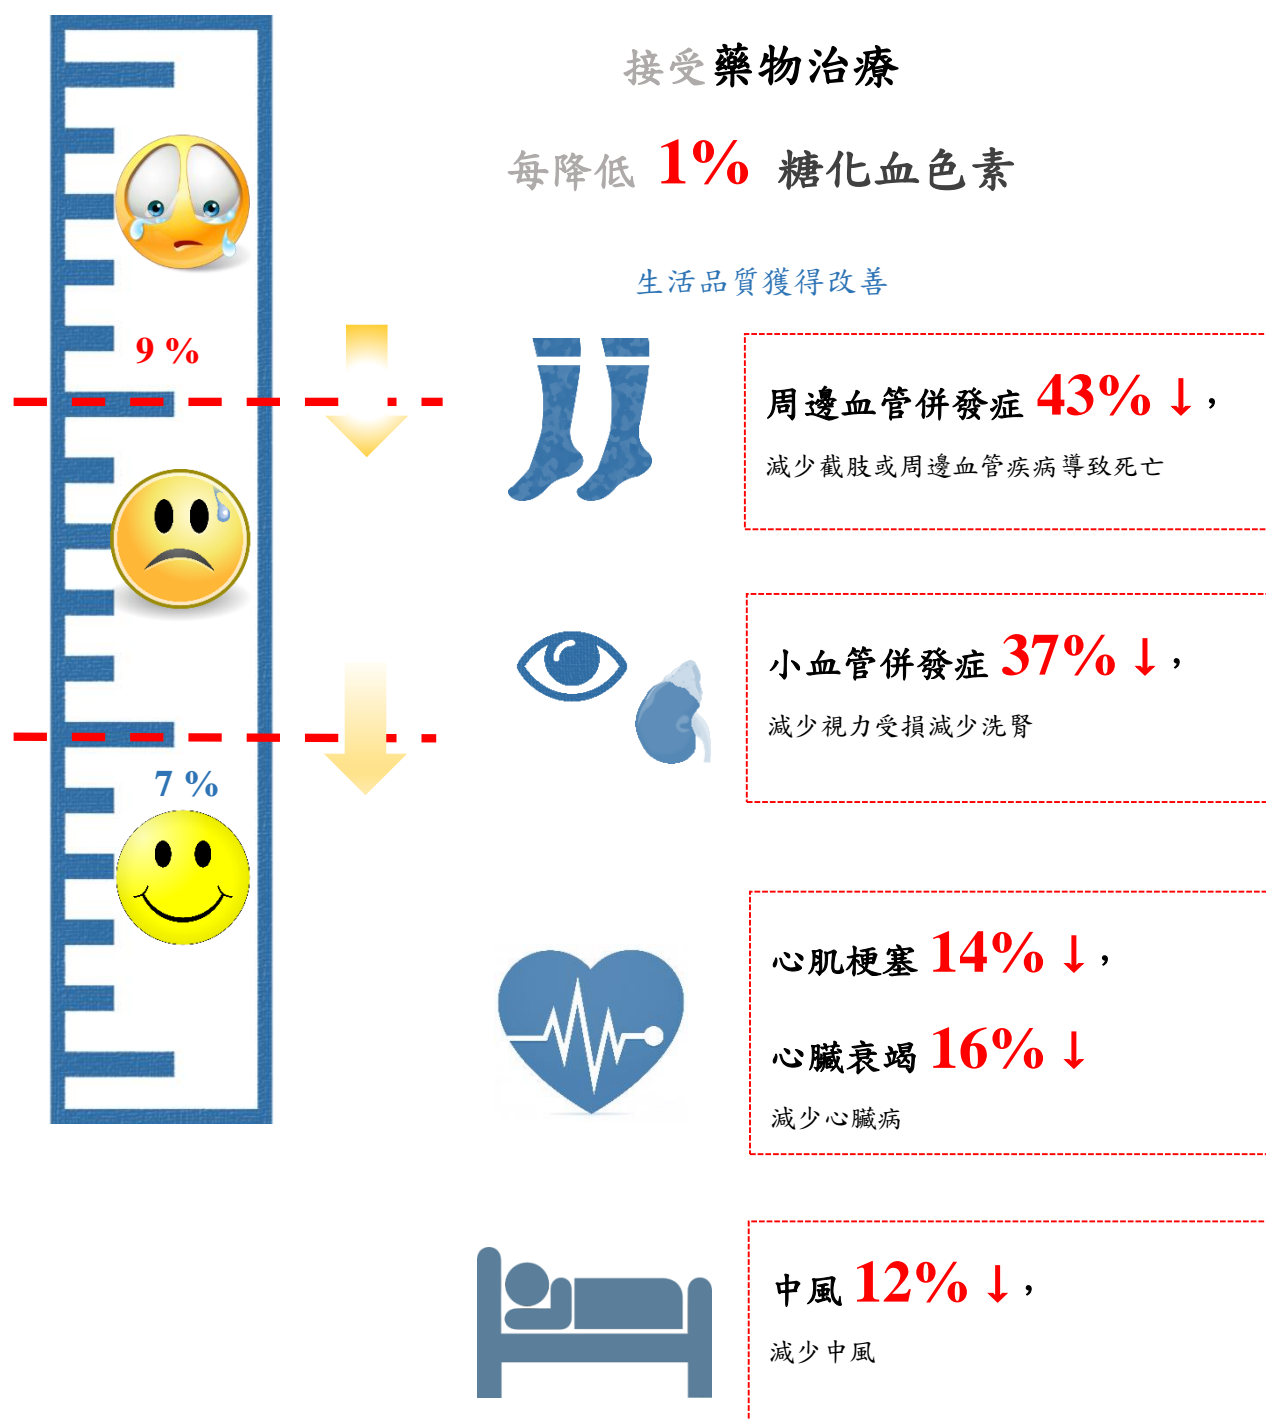 接受藥物治療
每降低 1% 糖化血色素
生活品質獲得改善
9 %
周邊血管併發症 43% ↓，
減少截肢或周邊血管疾病導致死亡
小血管併發症 37% ↓，
減少視力受損減少洗腎
7 %
心肌梗塞 14% ↓，
心臟衰竭 16% ↓
減少心臟病
中風 12% ↓，
減少中風